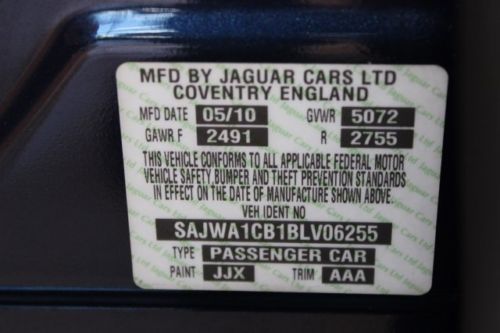 MFD BY JAGUAR CARS LTD
COVENTRY ENGLAND
MFD DATE 05/10 GVWR 5072
GAWR F 2491 R 2755
THIS VEHICLE CONFORMS TO ALL APPLICABLE FEDERAL MOTOR
VEHICLE SAFETY, BUMPER AND THEFT PREVENTION STANDARDS
IN EFFECT ON THE DATE OF MANUFACTURE SHOWN ABOVE.
VEH IDENT NO
SAJWA1CB1BLV06255
TYPE PASSENGER CAR
PAINT JJX TRIM AAA